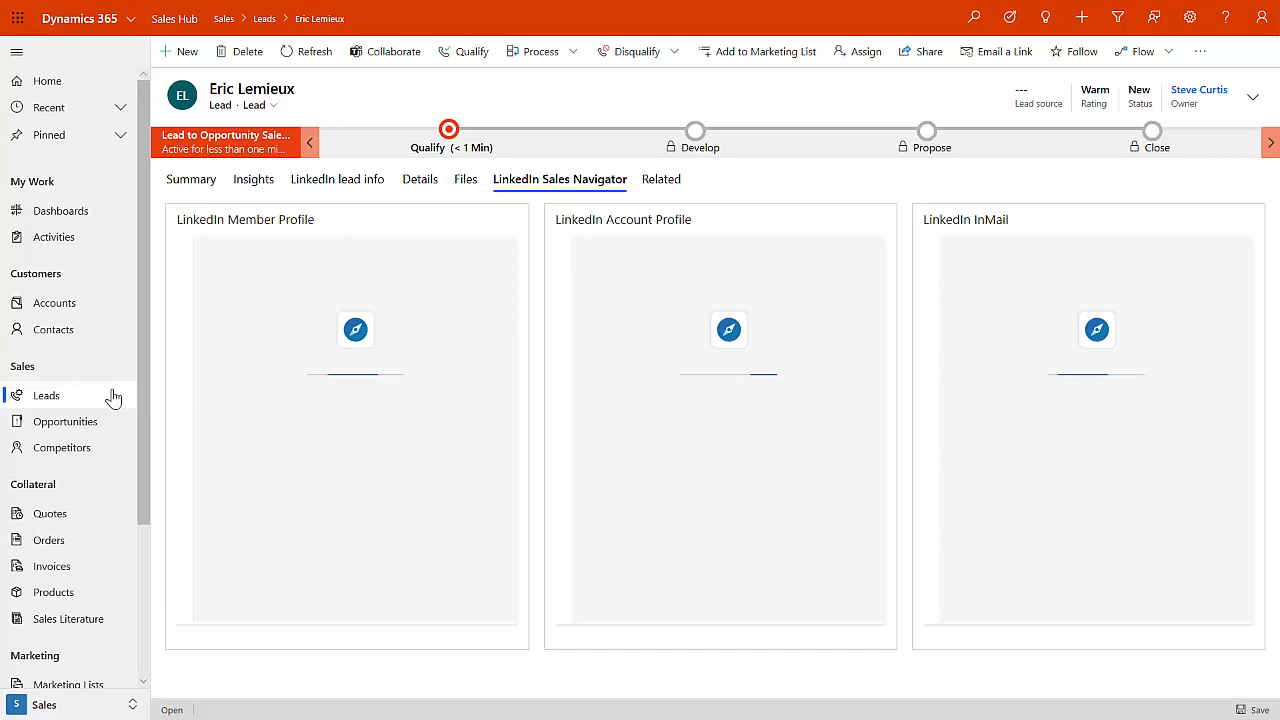 Dynamics 365 Sales Hub Sales Leads Eric Lemieux
New Delete Refresh Collaborate Qualify Process Disqualify Add to Marketing List Assign Share Email a Link Follow Flow
Home
Recent
Pinned
My Work
Dashboards
Activities
Customers
Accounts
Contacts
Sales
Leads
Opportunities
Competitors
Collateral
Quotes
Orders
Invoices
Products
Sales Literature
Marketing
Marketing Lists
S Sales
EL
Eric Lemieux
Lead · Lead
---
Lead source
Warm
Rating
New
Status
Steve Curtis
Owner
Lead to Opportunity Sale...
Active for less than one mi...
Qualify (< 1 Min)
Develop
Propose
Close
Summary Insights LinkedIn lead info Details Files LinkedIn Sales Navigator Related
LinkedIn Member Profile
LinkedIn Account Profile
LinkedIn InMail
Open
Save